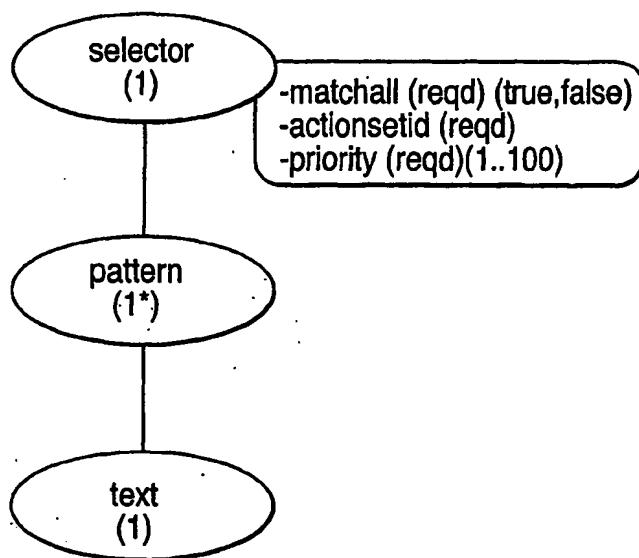 selector
(1)
-matchall (reqd) (true,false)
-actionsetid (reqd)
-priority (reqd)(1..100)
pattern
(1*)
text
(1)